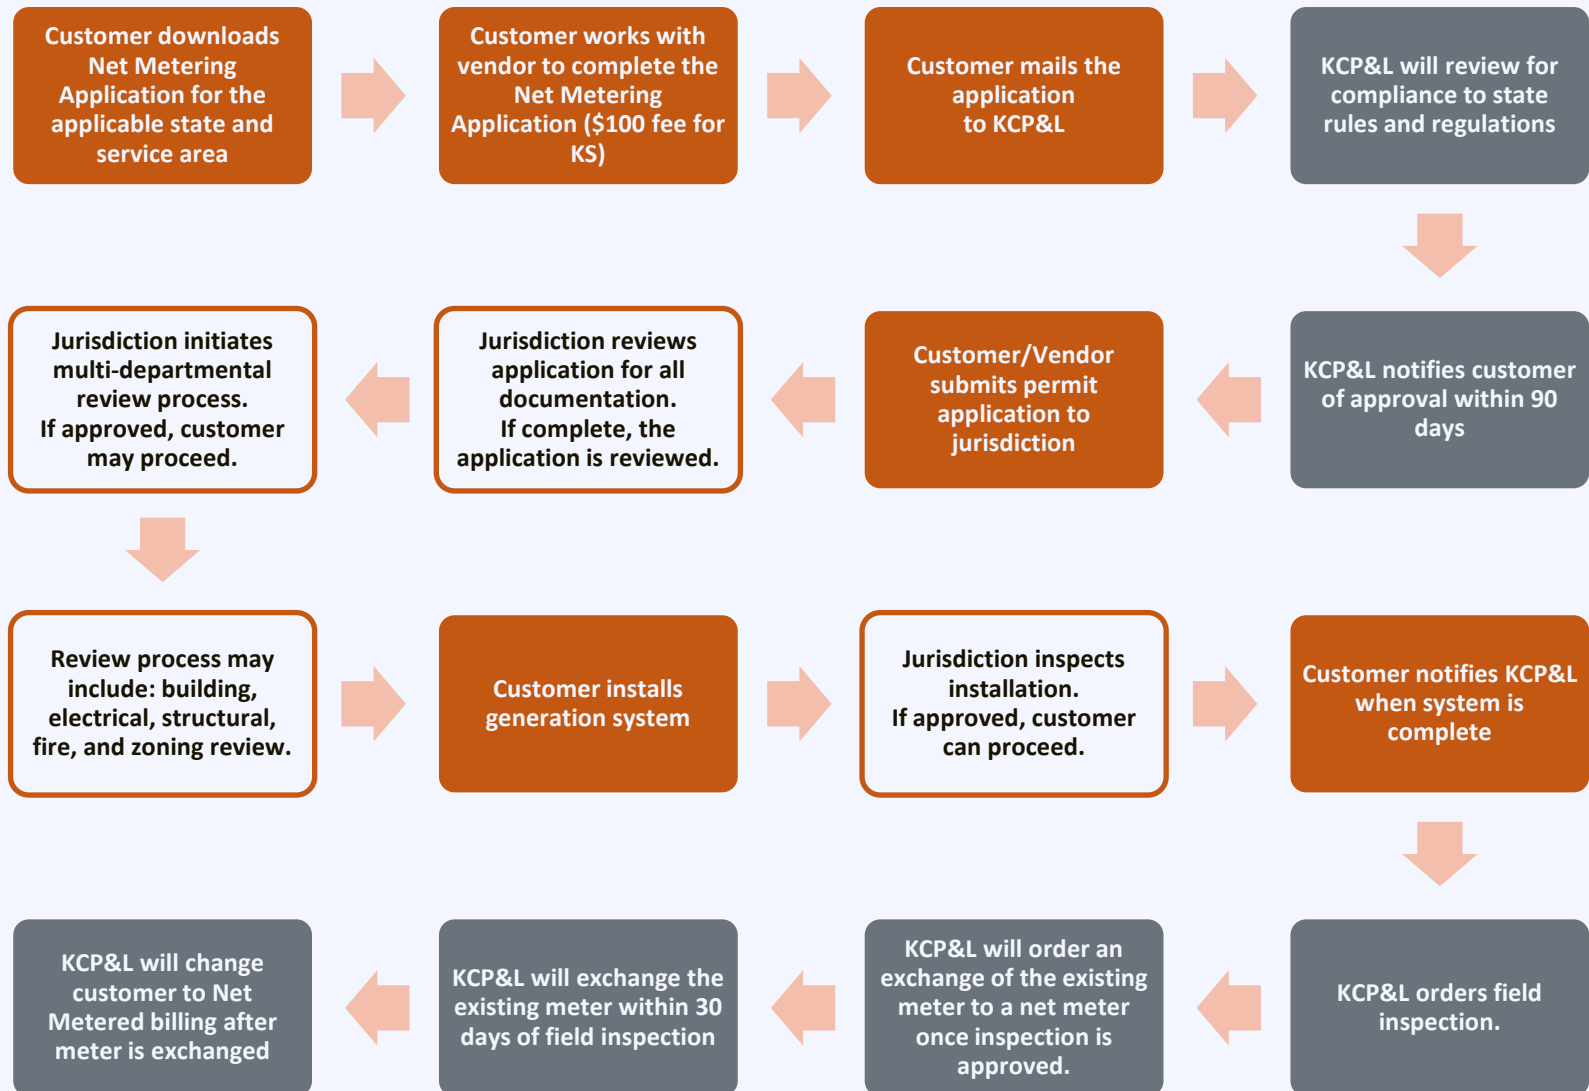 Customer downloads
Net Metering
Application for the
applicable state and
service area
Customer works with
vendor to complete the
Net Metering
Application ($100 fee for
KS)
Customer mails the
application
to KCP&L
KCP&L will review for
compliance to state
rules and regulations
KCP&L notifies customer
of approval within 90
days
Customer/Vendor
submits permit
application to
jurisdiction
Jurisdiction reviews
application for all
documentation.
If complete, the
application is reviewed.
Jurisdiction initiates
multi-departmental
review process.
If approved, customer
may proceed.
Review process may
include: building,
electrical, structural,
fire, and zoning review.
Customer installs
generation system
Jurisdiction inspects
installation.
If approved, customer
can proceed.
Customer notifies KCP&L
when system is
complete
KCP&L orders field
inspection.
KCP&L will order an
exchange of the existing
meter to a net meter
once inspection is
approved.
KCP&L will exchange the
existing meter within 30
days of field inspection
KCP&L will change
customer to Net
Metered billing after
meter is exchanged